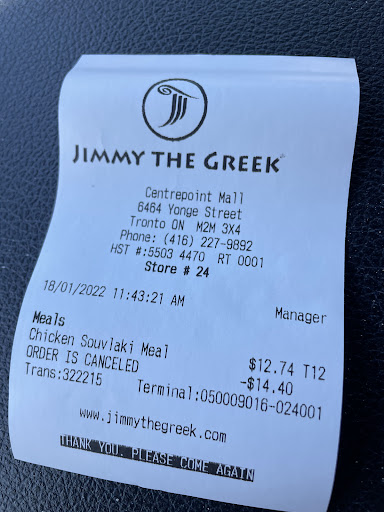 JIMMY THE GREEK
Centrepoint Mall
6464 Yonge Street
Tronto ON M2M 3X4
Phone: (416) 227-9892
HST #:5503 4470 RT 0001
Store # 24
18/01/2022 11:43:21 AM Manager
Meals
Chicken Souvlaki Meal $12.74 T12
ORDER IS CANCELED -$14.40
Trans:322215 Terminal:050009016-024001
www.jimmythegreek.com
THANK YOU. PLEASE COME AGAIN